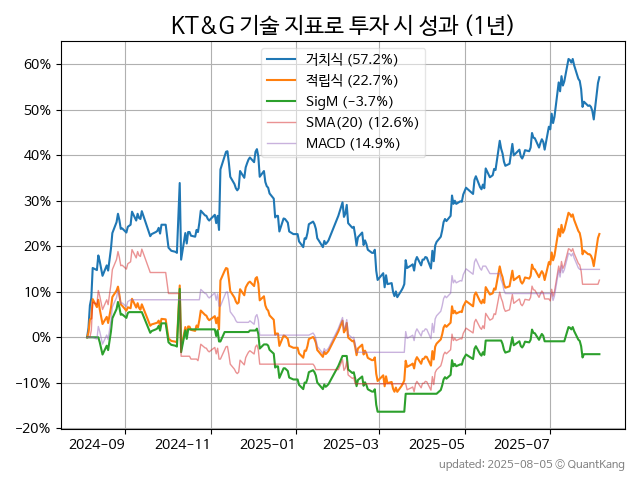 KT&G 기술 지표로 투자 시 성과 (1년)
거치식 (57.2%)
적립식 (22.7%)
SigM (−3.7%)
SMA(20) (12.6%)
MACD (14.9%)
60%
50%
40%
30%
20%
10%
0%
−10%
−20%
2024-09 2024-11 2025-01 2025-03 2025-05 2025-07
updated: 2025-08-05 ⓒ QuantKang